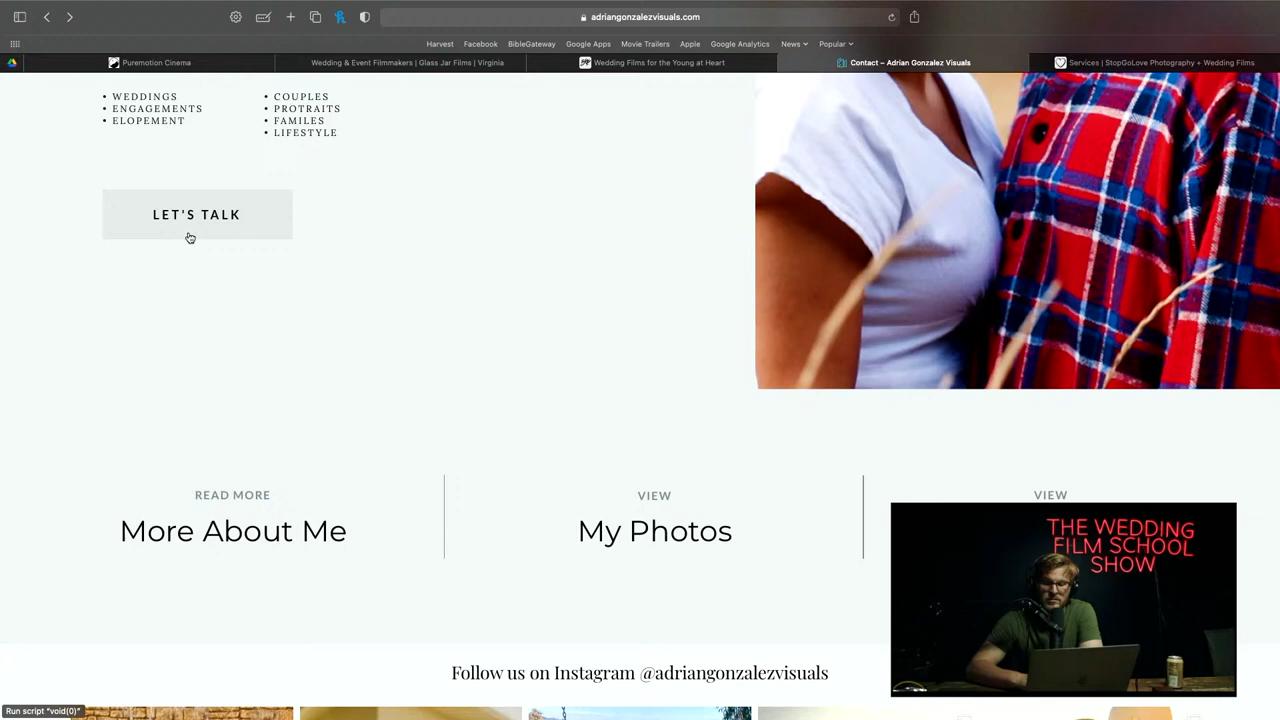 adriangonzalezvisuals.com
Harvest Facebook BibleGateway Google Apps Movie Trailers Apple Google Analytics News Popular
Puremotion Cinema
Wedding & Event Filmmakers | Glass Jar Films | Virginia
Wedding Films for the Young at Heart
Contact – Adrian Gonzalez Visuals
Services | StopGoLove Photography + Wedding Films
• WEDDINGS
• ENGAGEMENTS
• ELOPEMENT
• COUPLES
• PROTRAITS
• FAMILES
• LIFESTYLE
LET'S TALK
READ MORE
More About Me
VIEW
My Photos
VIEW
THE WEDDING
FILM SCHOOL
SHOW
Follow us on Instagram @adriangonzalezvisuals
Run script "void(0)"